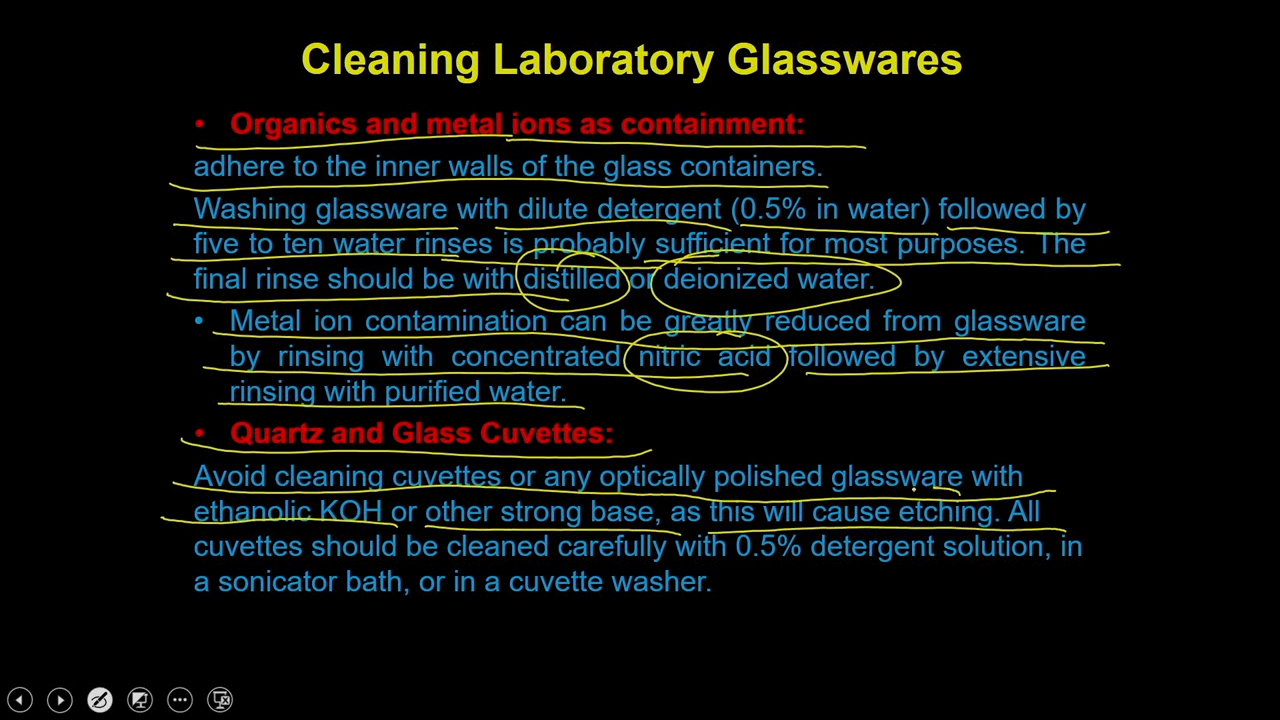 Cleaning Laboratory Glasswares
• Organics and metal ions as containment:
adhere to the inner walls of the glass containers.
Washing glassware with dilute detergent (0.5% in water) followed by
five to ten water rinses is probably sufficient for most purposes. The
final rinse should be with distilled or deionized water.
• Metal ion contamination can be greatly reduced from glassware
by rinsing with concentrated nitric acid followed by extensive
rinsing with purified water.
• Quartz and Glass Cuvettes:
Avoid cleaning cuvettes or any optically polished glassware with
ethanolic KOH or other strong base, as this will cause etching. All
cuvettes should be cleaned carefully with 0.5% detergent solution, in
a sonicator bath, or in a cuvette washer.